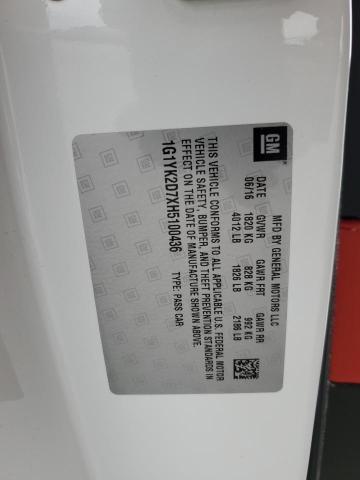 GM
MFD BY GENERAL MOTORS LLC
DATE GVWR GAWR FRT GAWR RR
06/16 1820 KG 828 KG 992 KG
4012 LB 1826 LB 2186 LB
THIS VEHICLE CONFORMS TO ALL APPLICABLE U.S. FEDERAL MOTOR
VEHICLE SAFETY, BUMPER, AND THEFT PREVENTION STANDARDS IN
EFFECT ON THE DATE OF MANUFACTURE SHOWN ABOVE.
1G1YK2D7XH5100436 TYPE: PASS CAR